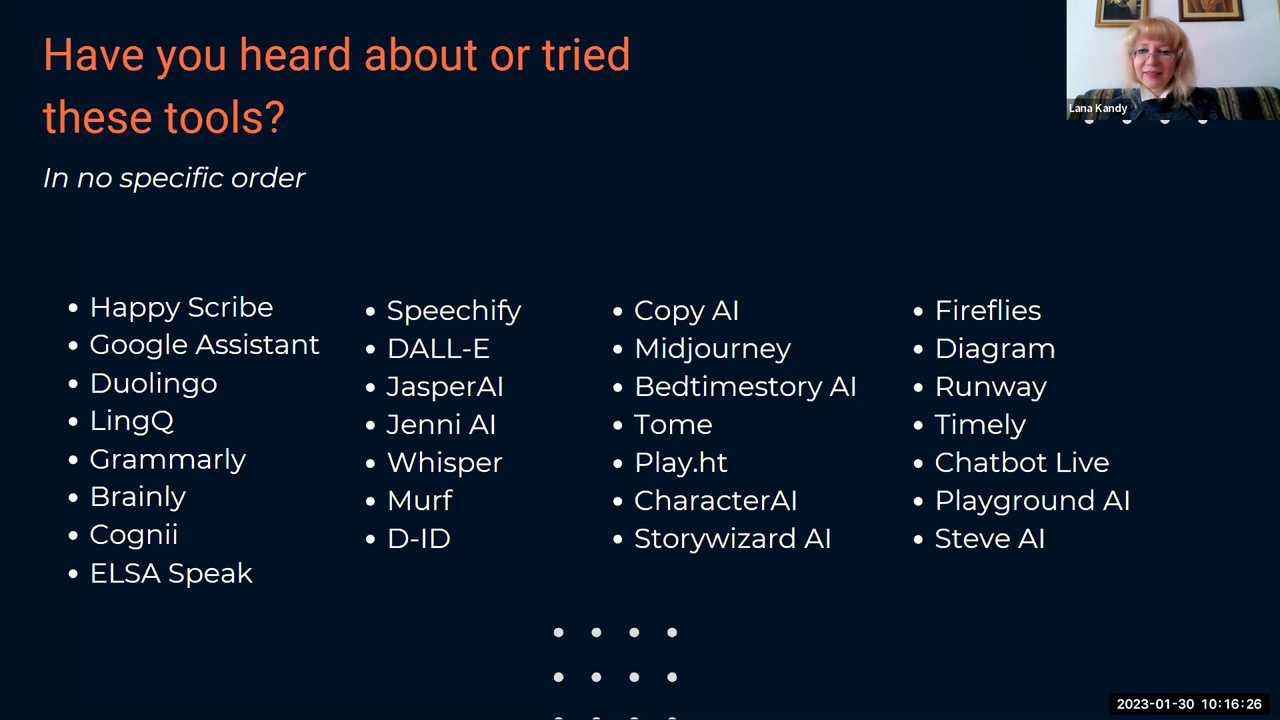 Have you heard about or tried
these tools?
In no specific order
Lana Kandy
Happy Scribe
Google Assistant
Duolingo
LingQ
Grammarly
Brainly
Cognii
ELSA Speak
Speechify
DALL-E
JasperAI
Jenni AI
Whisper
Murf
D-ID
Copy AI
Midjourney
Bedtimestory AI
Tome
Play.ht
CharacterAI
Storywizard AI
Fireflies
Diagram
Runway
Timely
Chatbot Live
Playground AI
Steve AI
2023-01-30 10:16:26